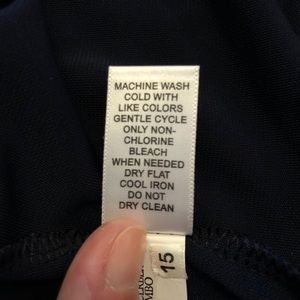 MACHINE WASH
COLD WITH
LIKE COLORS
GENTLE CYCLE
ONLY NON-
CHLORINE
BLEACH
WHEN NEEDED
DRY FLAT
COOL IRON
DO NOT
DRY CLEAN
15